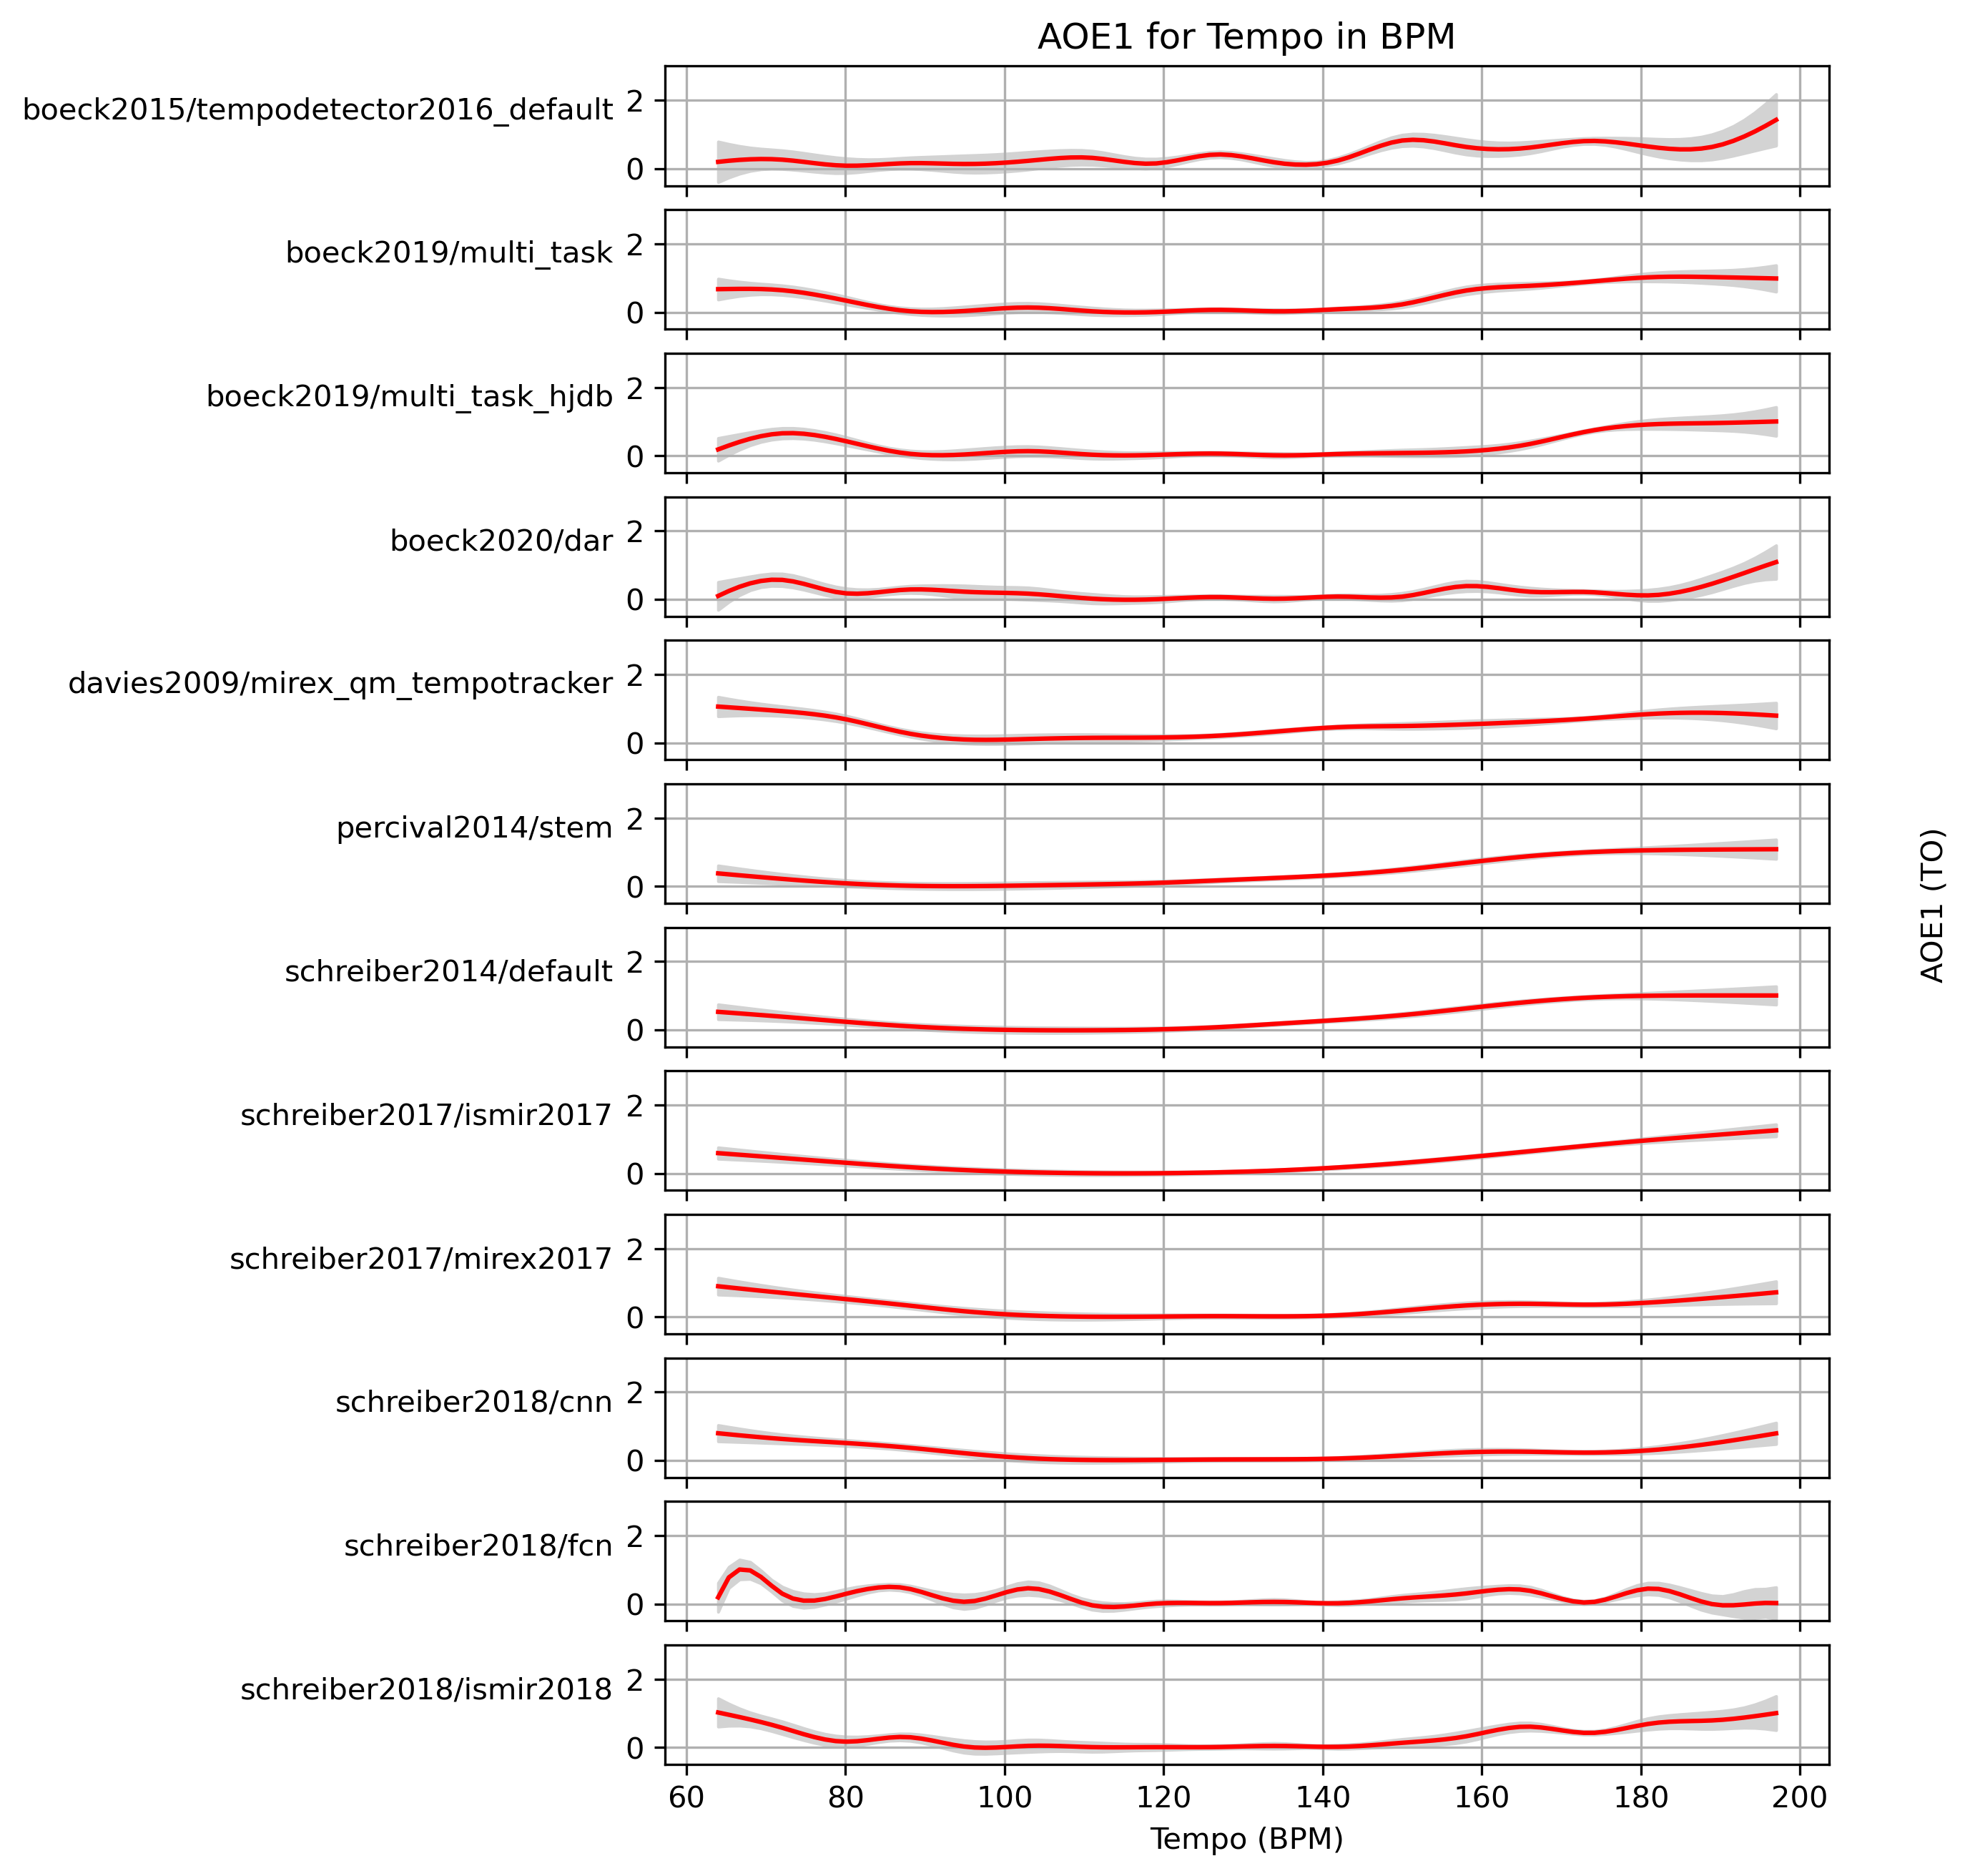 AOE1 for Tempo in BPM
boeck2015/tempodetector2016_default
2
0
boeck2019/multi_task
2
0
boeck2019/multi_task_hjdb
2
0
boeck2020/dar
2
0
davies2009/mirex_qm_tempotracker
2
0
percival2014/stem
2
0
schreiber2014/default
2
0
schreiber2017/ismir2017
2
0
schreiber2017/mirex2017
2
0
schreiber2018/cnn
2
0
schreiber2018/fcn
2
0
schreiber2018/ismir2018
2
0
60 80 100 120 140 160 180 200
Tempo (BPM)
AOE1 (TO)